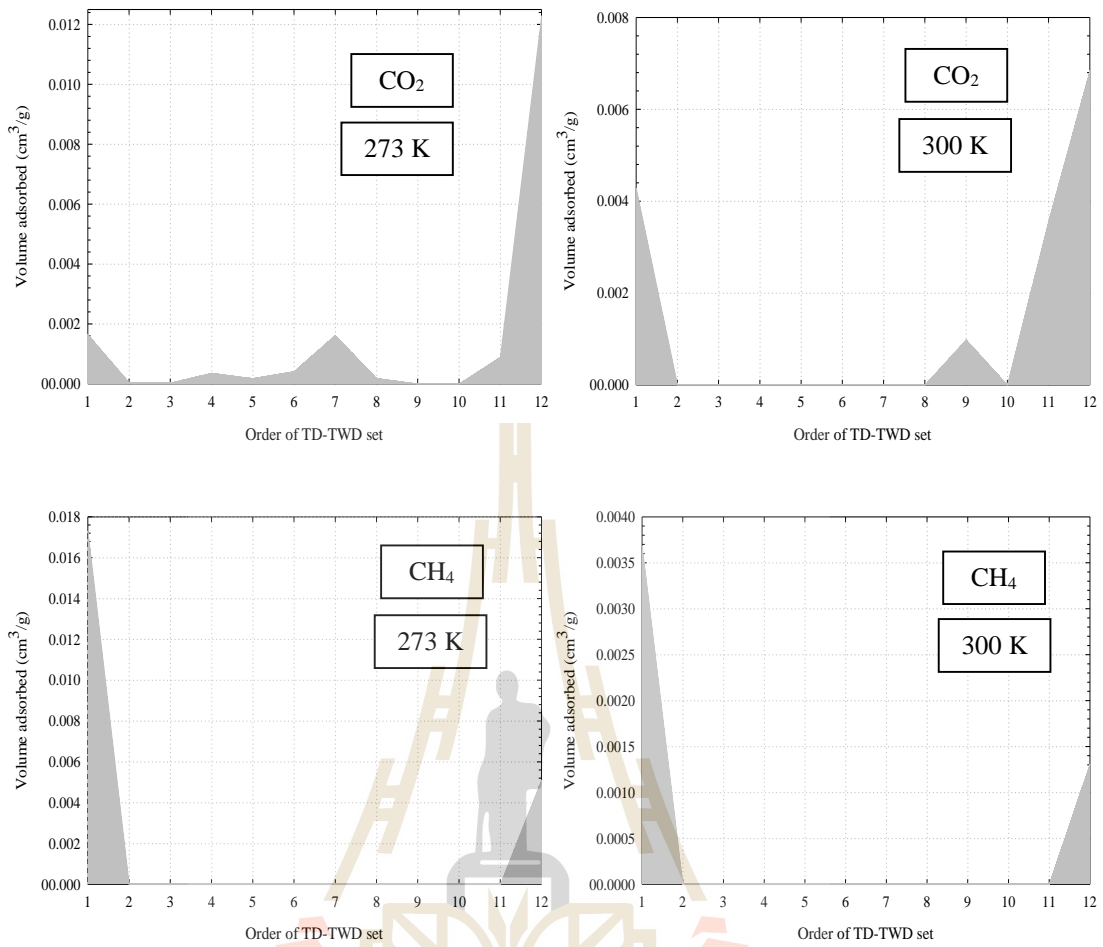 0.012
0.010
0.008
0.006
0.004
0.002
00.000
Volume adsorbed (cm³/g)
CO₂
273 K
1 2 3 4 5 6 7 8 9 10 11 12
Order of TD-TWD set
0.008
0.006
0.004
0.002
00.000
Volume adsorbed (cm³/g)
CO₂
300 K
1 2 3 4 5 6 7 8 9 10 11 12
Order of TD-TWD set
0.018
0.016
0.014
0.012
0.010
0.008
0.006
0.004
0.002
00.000
Volume adsorbed (cm³/g)
CH₄
273 K
1 2 3 4 5 6 7 8 9 10 11 12
Order of TD-TWD set
0.0040
0.0035
0.0030
0.0025
0.0020
0.0015
0.0010
0.0005
00.0000
Volume adsorbed (cm³/g)
CH₄
300 K
1 2 3 4 5 6 7 8 9 10 11 12
Order of TD-TWD set